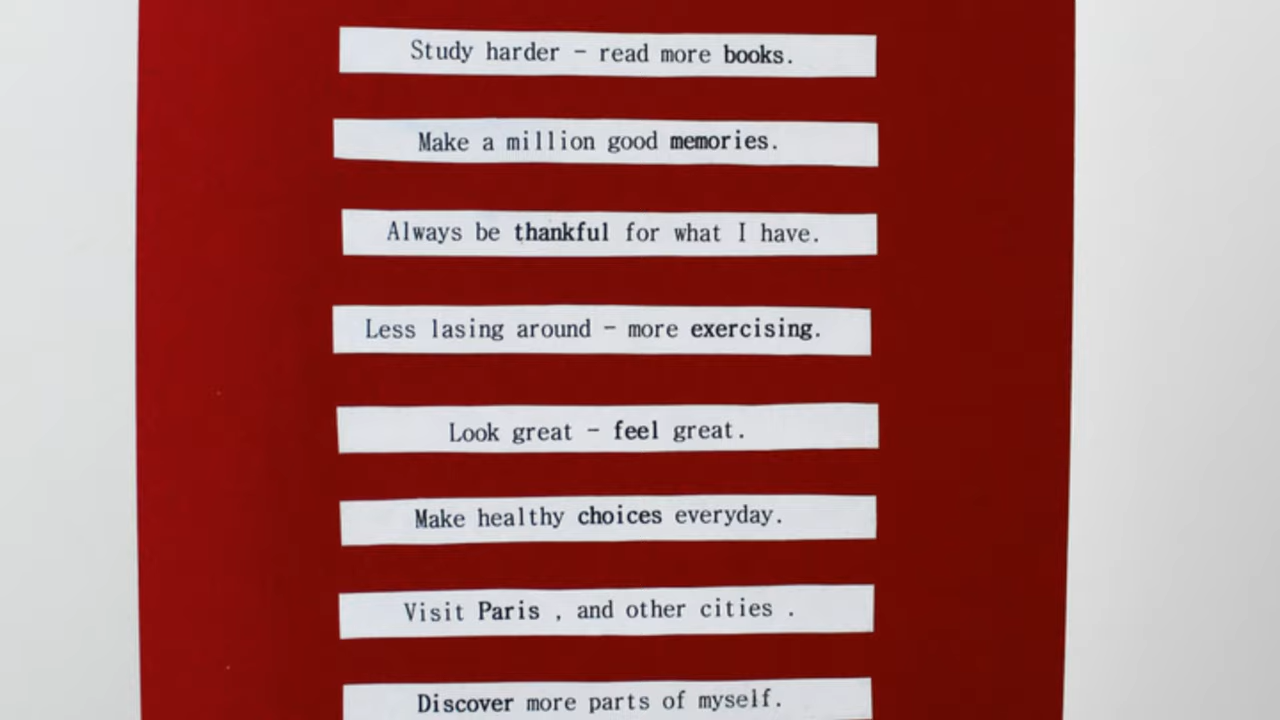 Study harder - read more books.
Make a million good memories.
Always be thankful for what I have.
Less lasing around - more exercising.
Look great - feel great.
Make healthy choices everyday.
Visit Paris , and other cities .
Discover more parts of myself.